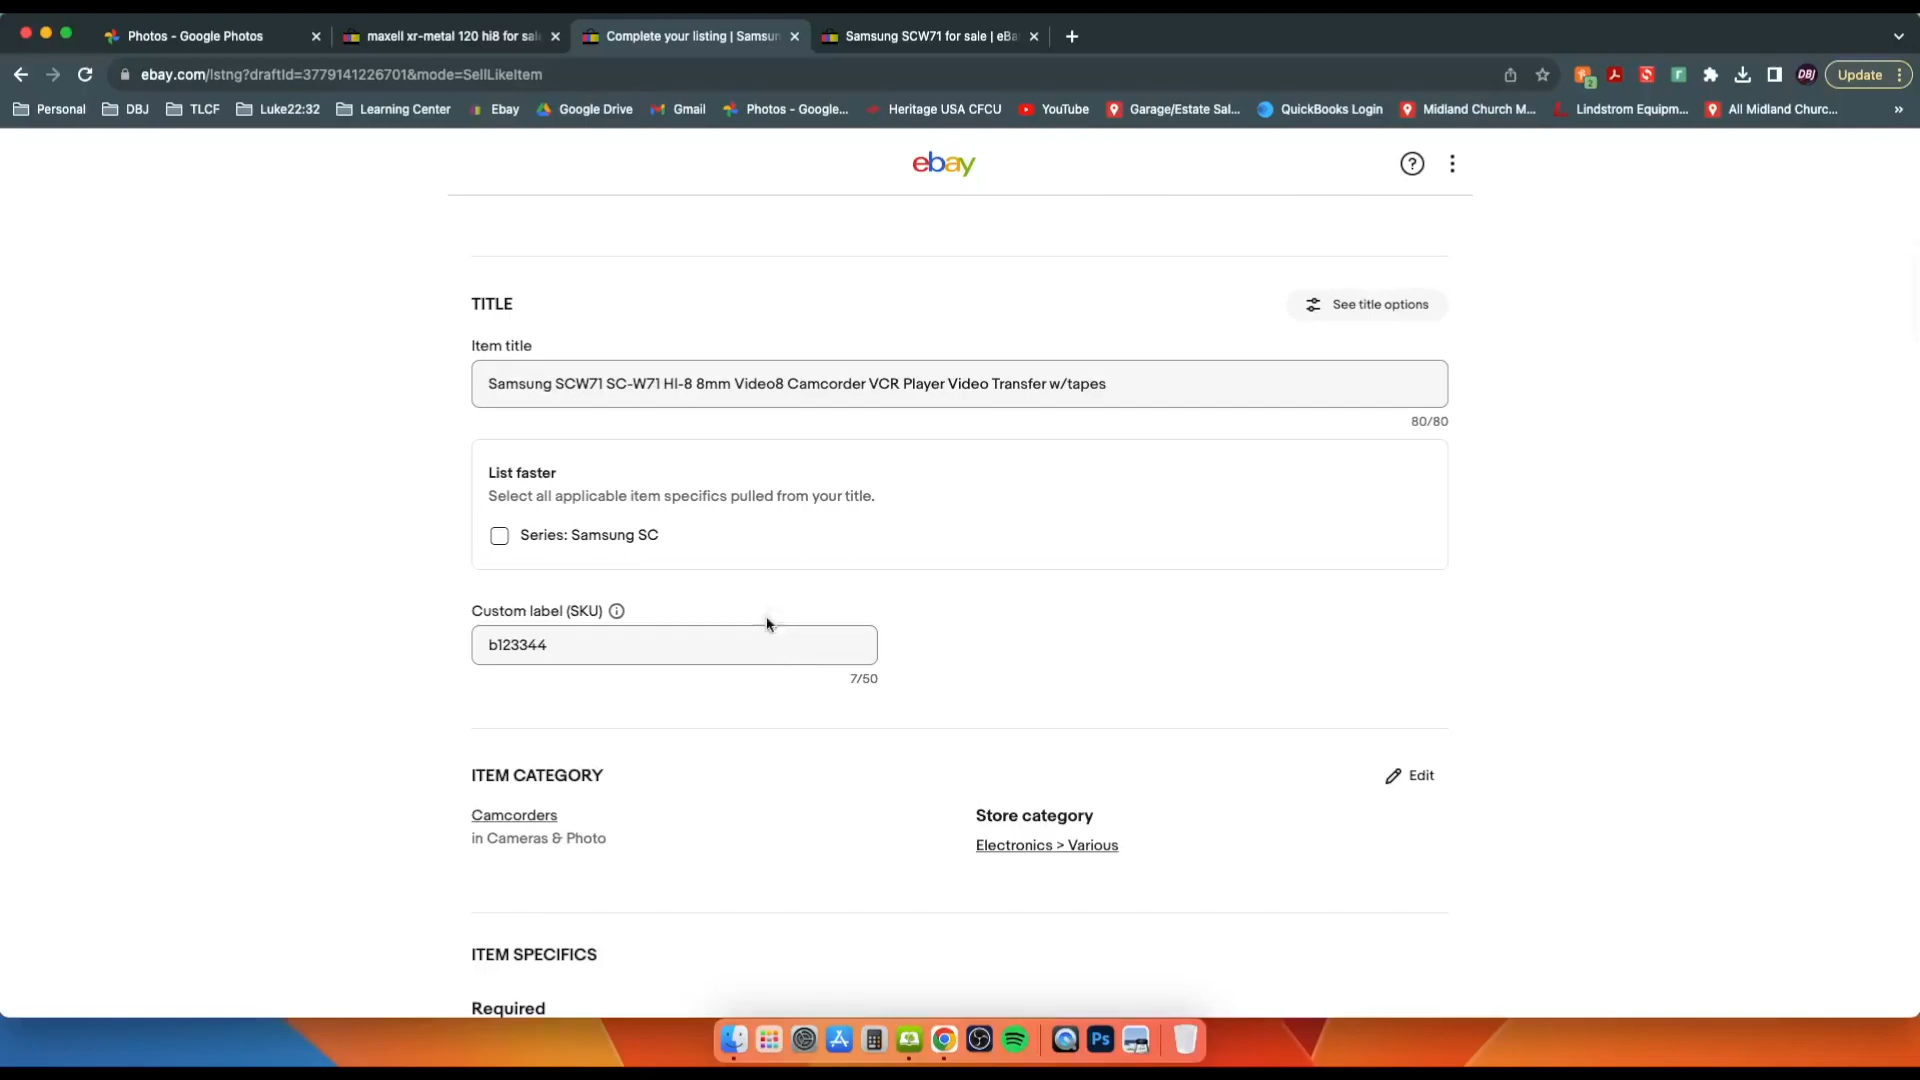 Photos - Google Photos
maxell xr-metal 120 hi8 for sal
Complete your listing | Samsun
Samsung SCW71 for sale | eBa
ebay.com/lstng?draftId=3779141226701&mode=SellLikeItem
2
DBJ
Update
Personal
DBJ
TLCF
Luke22:32
Learning Center
Ebay
Google Drive
Gmail
Photos - Google...
Heritage USA CFCU
YouTube
Garage/Estate Sal...
QuickBooks Login
Midland Church M...
Lindstrom Equipm...
All Midland Churc...
»
ebay
TITLE
See title options
Item title
Samsung SCW71 SC-W71 HI-8 8mm Video8 Camcorder VCR Player Video Transfer w/tapes
80/80
List faster
Select all applicable item specifics pulled from your title.
Series: Samsung SC
Custom label (SKU)
b123344
7/50
ITEM CATEGORY
Edit
Camcorders
in Cameras & Photo
Store category
Electronics > Various
ITEM SPECIFICS
Required
Ps